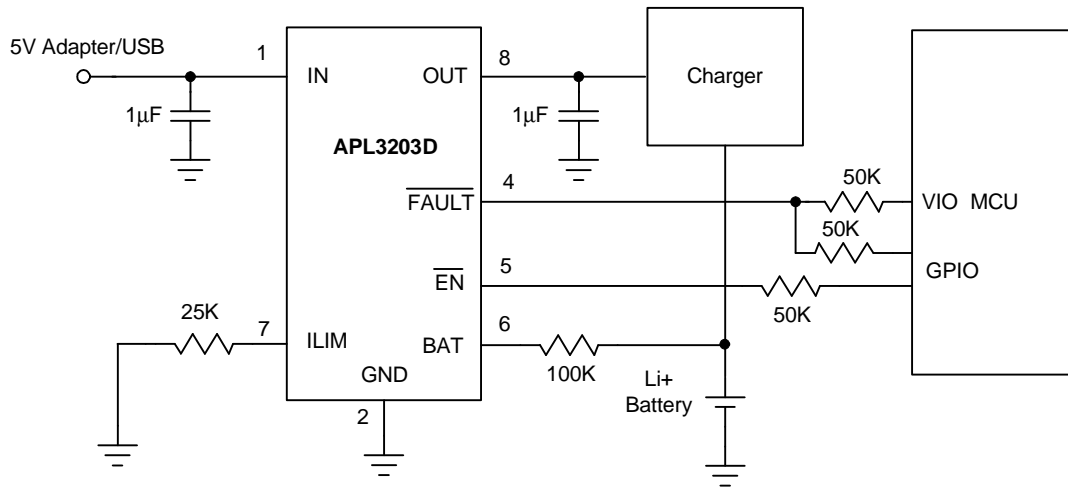 5V Adapter/USB
1
IN
OUT
8
Charger
1μF
1μF
APL3203D
4
FAULT
50K
VIO MCU
50K
5
EN
GPIO
50K
25K
7
ILIM
6
BAT
100K
GND
2
Li+
Battery